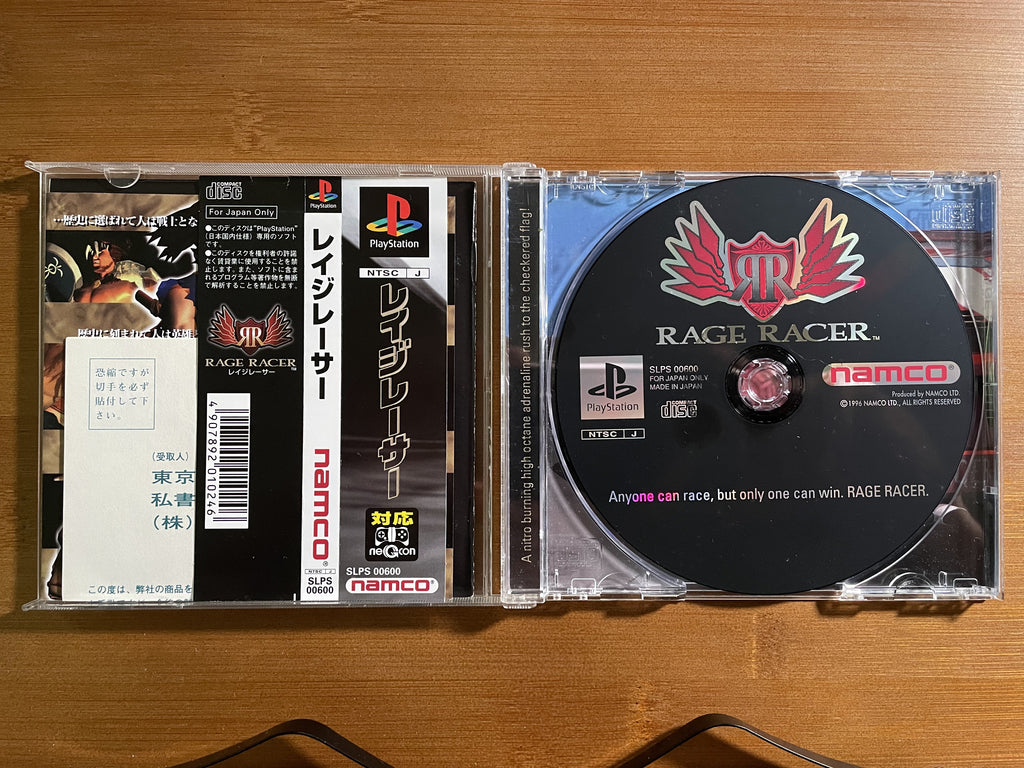 …歴史に選ばれて人は戦士とな
歴史に刻まれて人は英雄
恐縮ですが
切手を必ず
貼付して下
さい。
(受取人)
東京
私書
(株)
この度は、弊社の商品を
COMPACT
disc
For Japan Only
●このディスクは"PlayStation"
(日本国内仕様)専用のソフト
です。
●このディスクを権利者の許諾
なく賃貸業に使用することを禁
止します。また、ソフトに含ま
れるプログラム等著作物を無断
で解析することを禁止します。
RR
RAGE RACER™
レイジレーサー
4 907892 010246
PlayStation
レイジレーサー
namco®
NTSC J
SLPS
00600
PlayStation
NTSC J
レイジレーサー
対応
neGcon
SLPS 00600
namco®
A nitro burning high octane adrenaline rush to the checkered flag!
RR
RAGE RACER™
PlayStation
NTSC J
SLPS 00600
FOR JAPAN ONLY
MADE IN JAPAN
COMPACT
disc
namco®
Produced by NAMCO LTD.
©1996 NAMCO LTD., ALL RIGHTS RESERVED
Anyone can race, but only one can win. RAGE RACER.